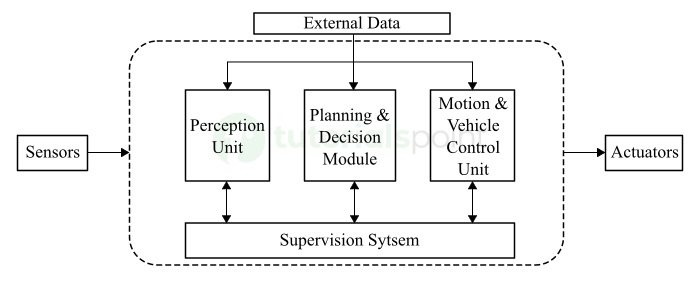 External Data
Perception
Unit
Planning &
Decision
Module
Motion &
Vehicle
Control
Unit
Sensors
Actuators
tutorialspoint
Supervision Sytsem